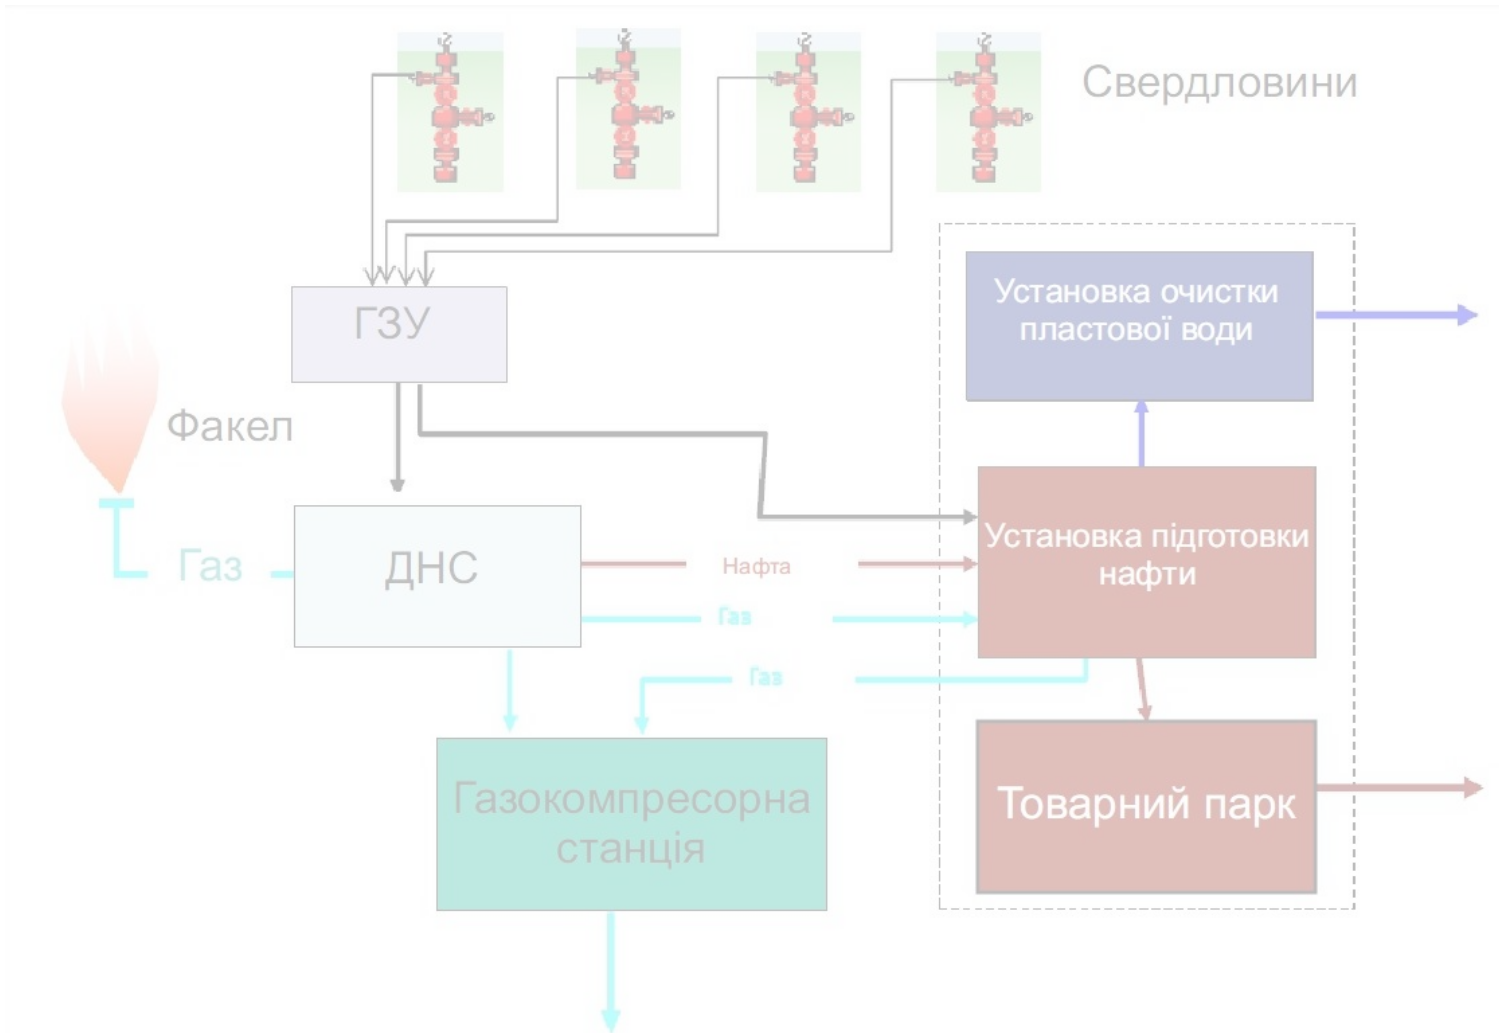 Свердловини
ГЗУ
Установка очистки
пластової води
Факел
Установка підготовки
нафти
Газ
ДНС
Нафта
Газ
Газ
Газокомпресорна
станція
Товарний парк